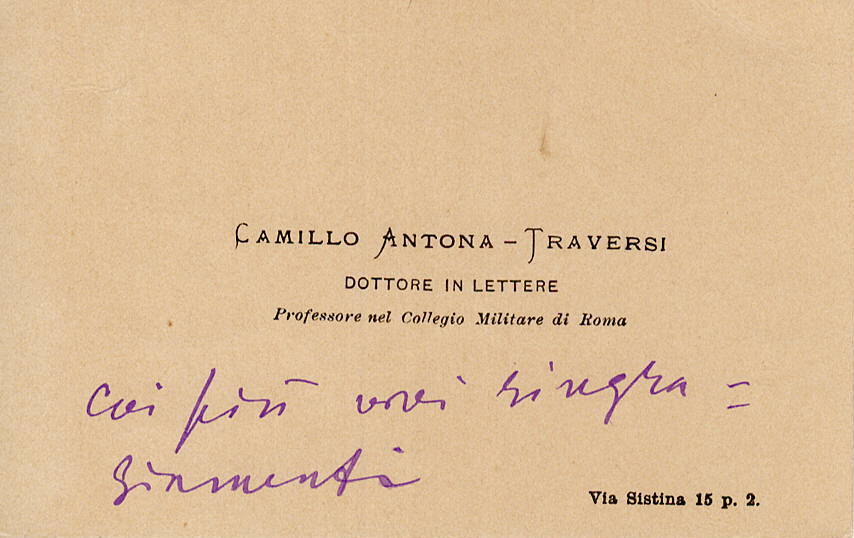 CAMILLO ANTONA-TRAVERSI
DOTTORE IN LETTERE
Professore nel Collegio Militare di Roma
coi più vivi ringra=
ziamenti
Via Sistina 15 p. 2.